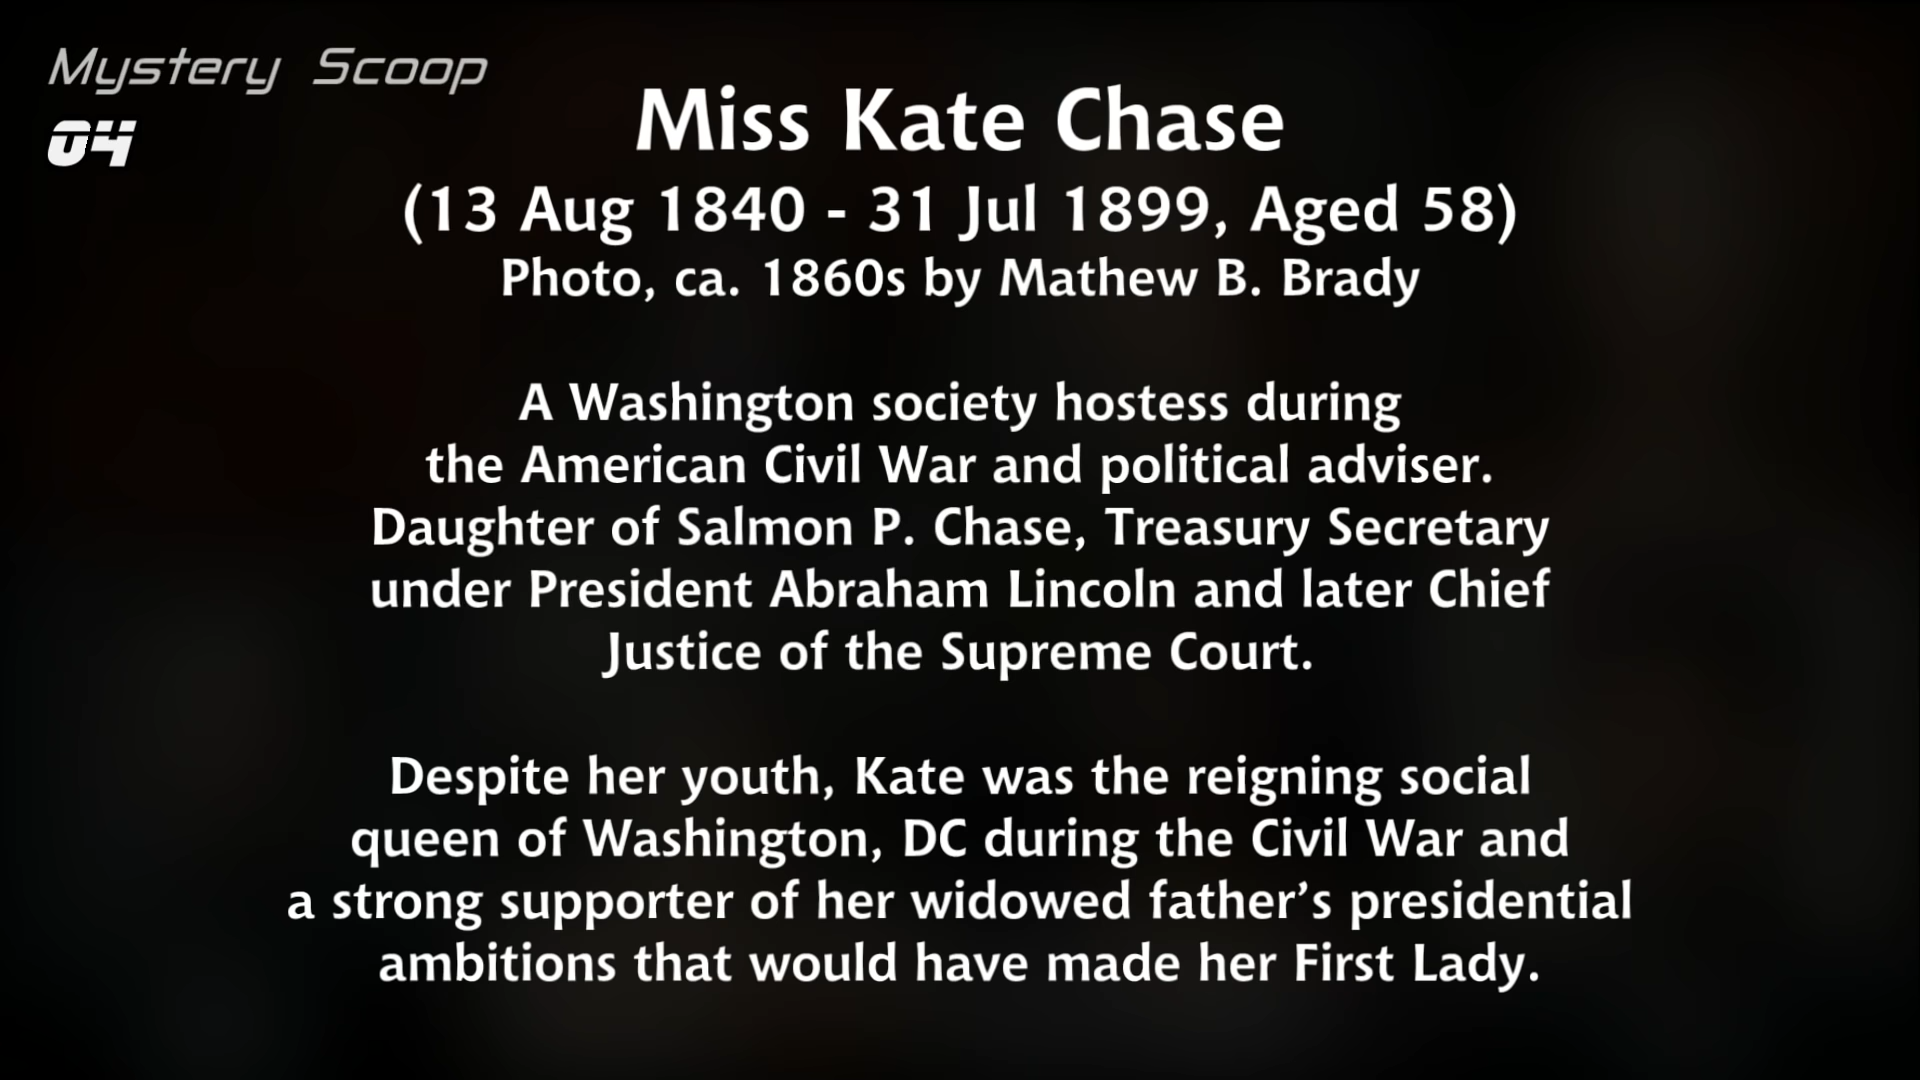 Mystery Scoop
04
Miss Kate Chase
(13 Aug 1840 - 31 Jul 1899, Aged 58)
Photo, ca. 1860s by Mathew B. Brady
A Washington society hostess during
the American Civil War and political adviser.
Daughter of Salmon P. Chase, Treasury Secretary
under President Abraham Lincoln and later Chief
Justice of the Supreme Court.
Despite her youth, Kate was the reigning social
queen of Washington, DC during the Civil War and
a strong supporter of her widowed father’s presidential
ambitions that would have made her First Lady.